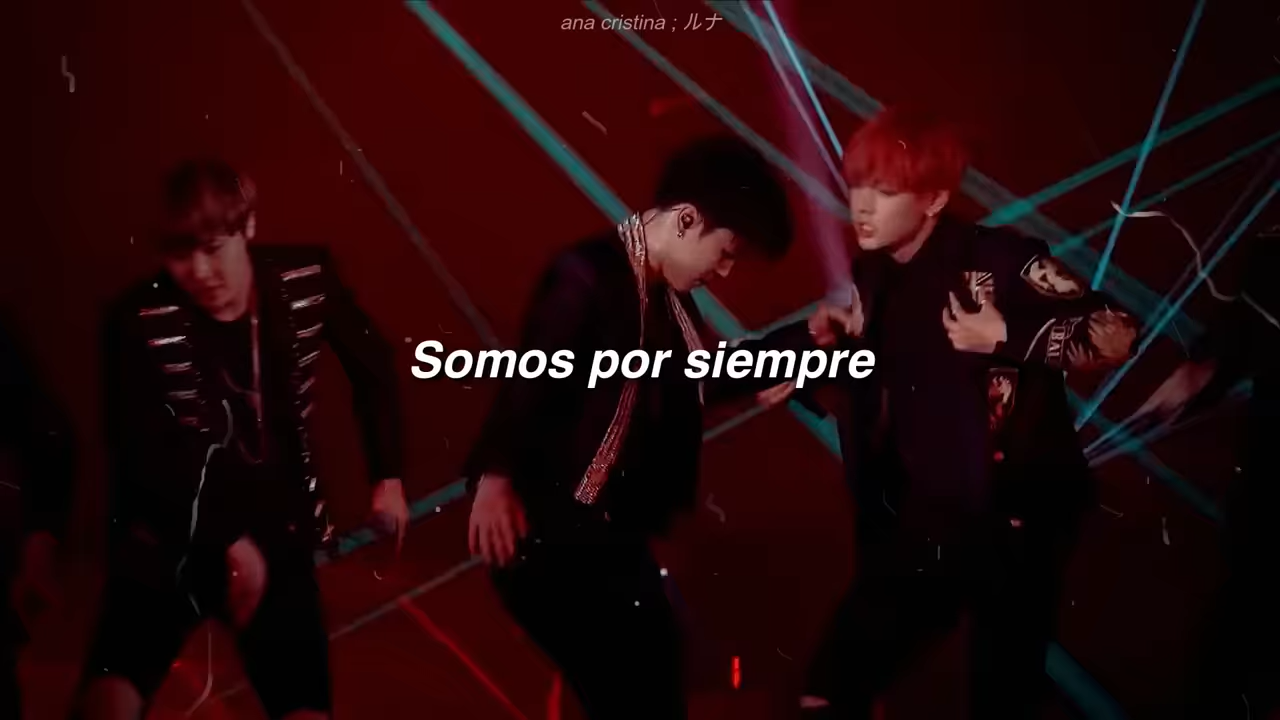 ana cristina ; ルナ
Somos por siempre